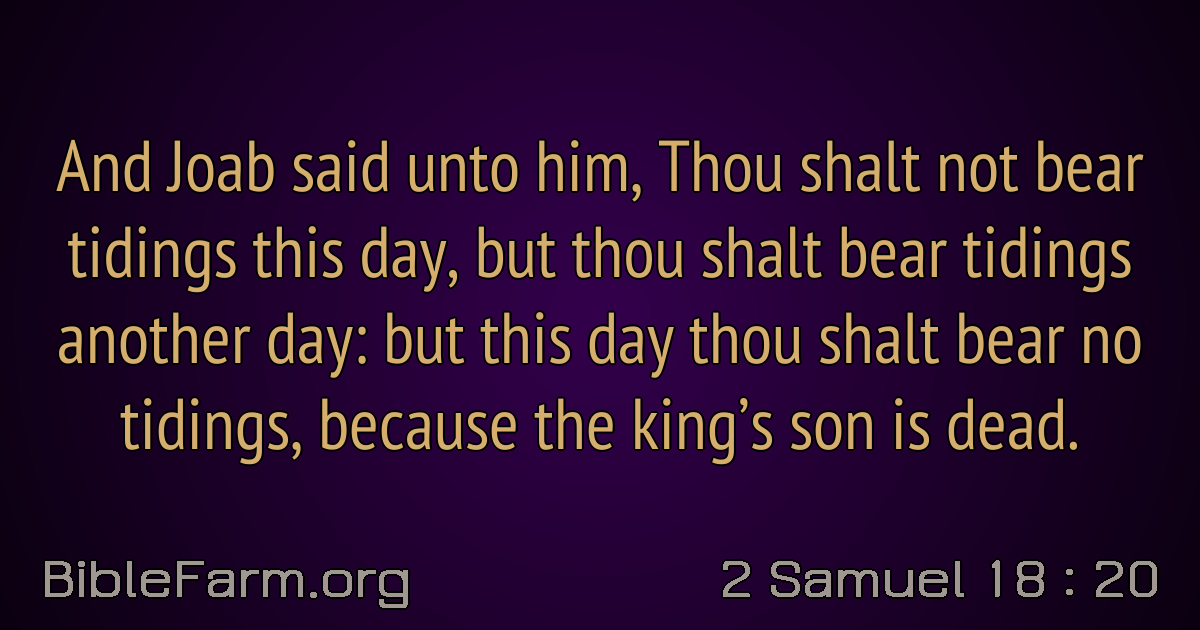 And Joab said unto him, Thou shalt not bear
tidings this day, but thou shalt bear tidings
another day: but this day thou shalt bear no
tidings, because the king’s son is dead.
BibleFarm.org
2 Samuel 18 : 20